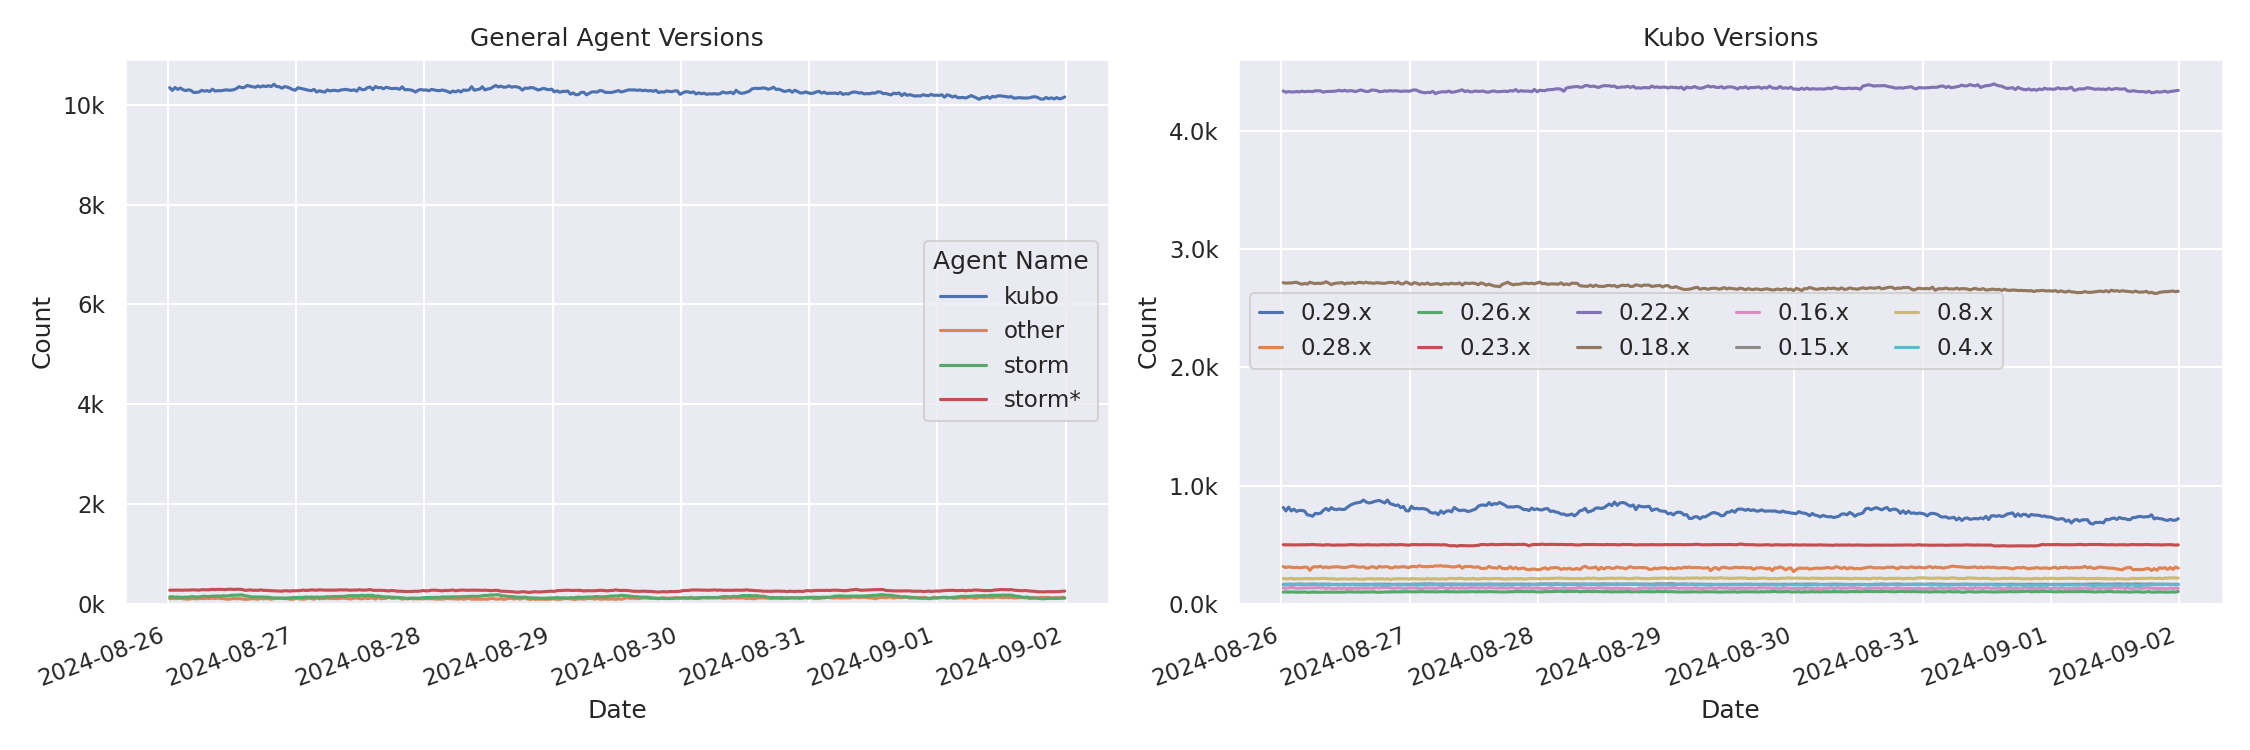 General Agent Versions
10k
8k
6k
4k
2k
0k
Count
Agent Name
kubo
other
storm
storm*
2024-08-26
2024-08-27
2024-08-28
2024-08-29
2024-08-30
2024-08-31
2024-09-01
2024-09-02
Date
Kubo Versions
4.0k
3.0k
2.0k
1.0k
0.0k
Count
0.29.x 0.26.x 0.22.x 0.16.x 0.8.x
0.28.x 0.23.x 0.18.x 0.15.x 0.4.x
2024-08-26
2024-08-27
2024-08-28
2024-08-29
2024-08-30
2024-08-31
2024-09-01
2024-09-02
Date